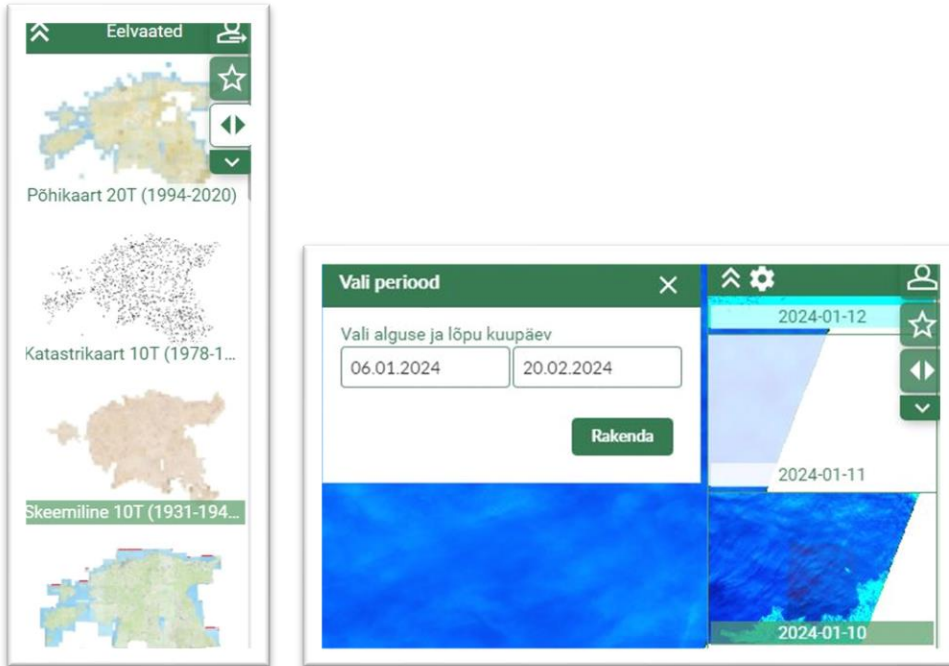 Eelvaated
Põhikaart 20T (1994-2020)
Katastrikaart 10T (1978-1...
Skeemiline 10T (1931-194...
Vali periood
Vali alguse ja lõpu kuupäev
06.01.2024
20.02.2024
Rakenda
2024-01-12
2024-01-11
2024-01-10